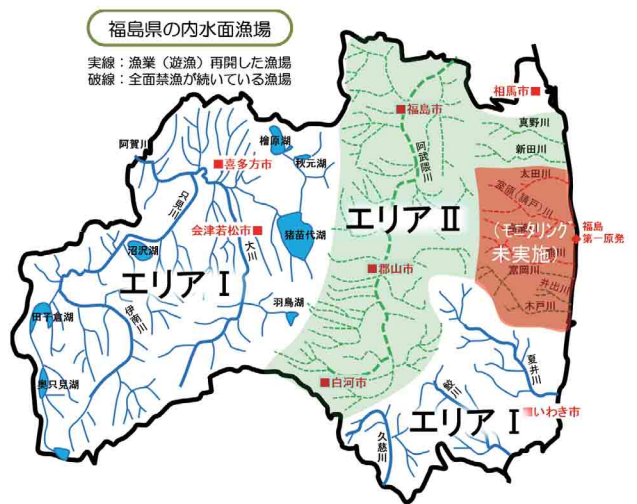 福島県の内水面漁場
実線：漁業（遊漁）再開した漁場
破線：全面禁漁が続いている漁場
相馬市
福島市
真野川
新田川
阿賀川
檜原湖
秋元湖
喜多方市
阿武隈川
太田川
室原(請戸)川
只見川
エリアⅡ
(モニタリング
未実施)
福島
第一原発
会津若松市
猪苗代湖
大川
沼沢湖
エリアⅠ
郡山市
富岡川
井出川
木戸川
羽鳥湖
伊南川
田子倉湖
夏井川
奥只見湖
白河市
鮫川
エリアⅠ
いわき市
久慈川